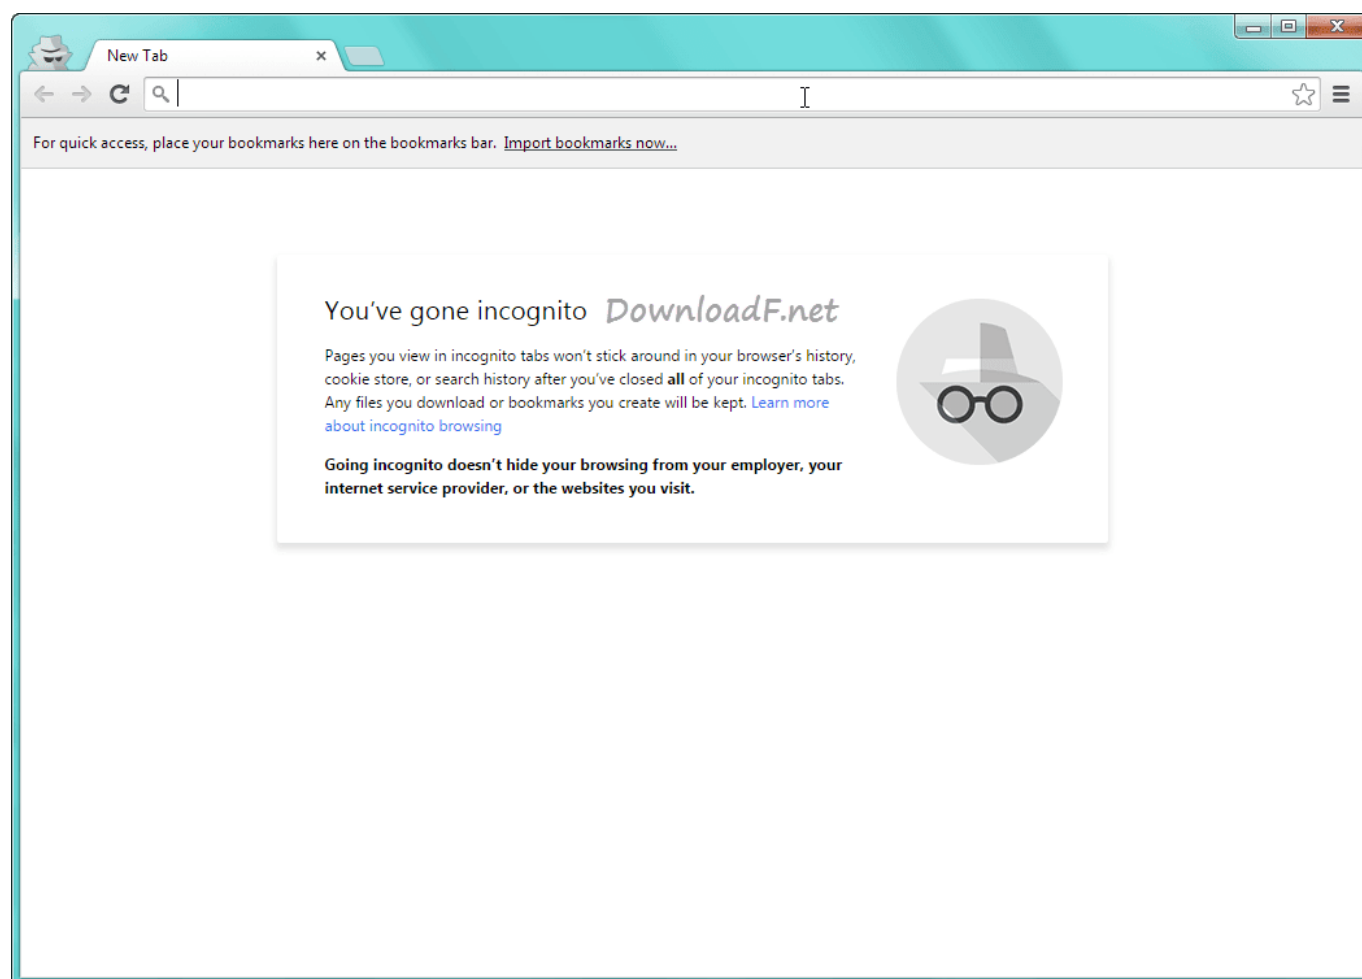 New Tab
For quick access, place your bookmarks here on the bookmarks bar. Import bookmarks now...
You've gone incognito DownloadF.net
Pages you view in incognito tabs won't stick around in your browser's history,
cookie store, or search history after you've closed all of your incognito tabs.
Any files you download or bookmarks you create will be kept. Learn more
about incognito browsing
Going incognito doesn't hide your browsing from your employer, your
internet service provider, or the websites you visit.